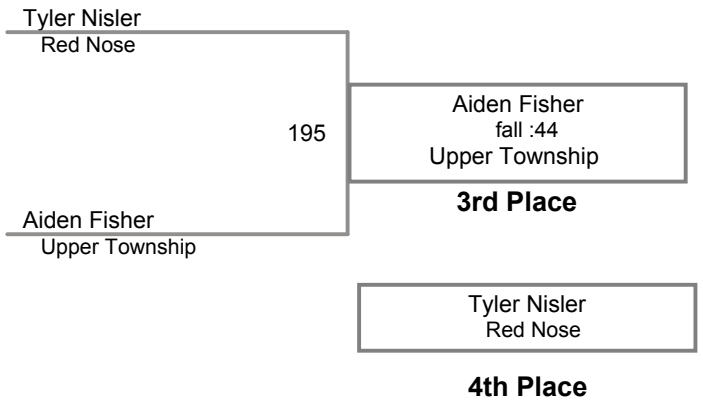 Tyler Nisler
Red Nose
195
Aiden Fisher
fall :44
Upper Township
3rd Place
Aiden Fisher
Upper Township
Tyler Nisler
Red Nose
4th Place